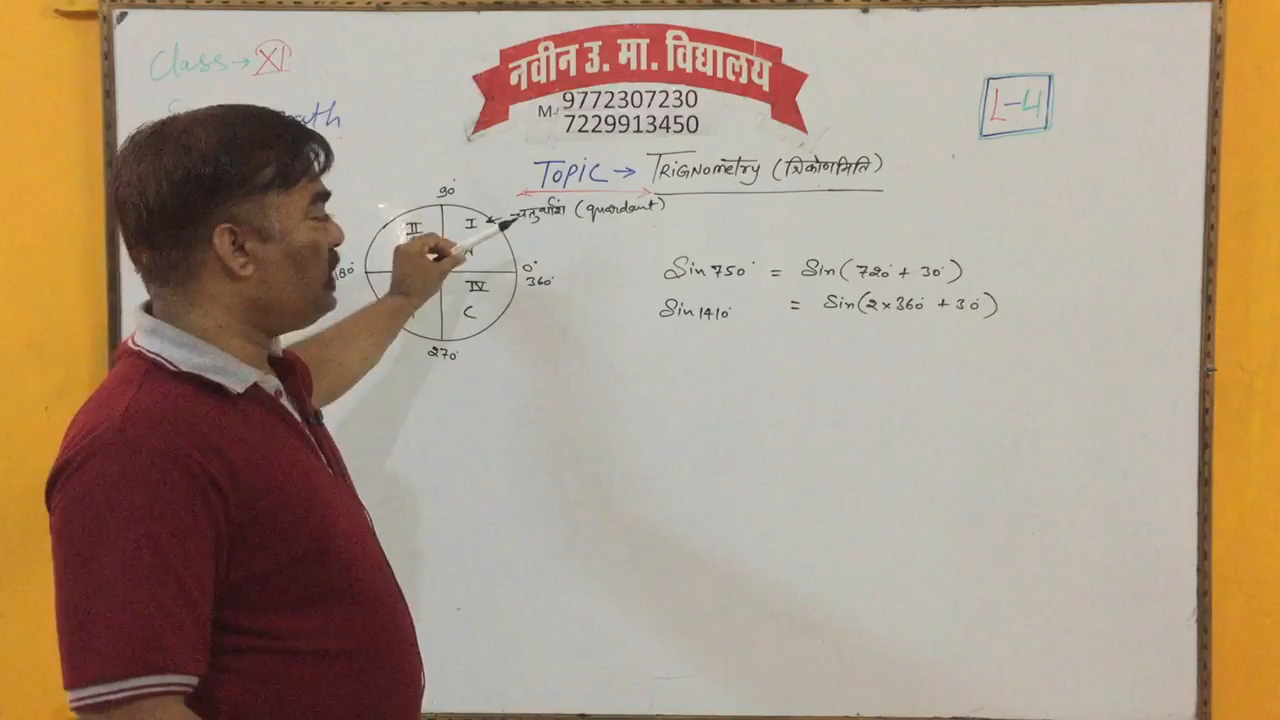 Class → XI
नवीन उ. मा. विद्यालय
M.
9772307230
7229913450
L-4
TOPIC → TRIGNOMETRY (त्रिकोणमिति)
चतुर्थांश (quardant)
90°
II I
180°
0°
360°
IV
C
270°
Sin 750° = Sin(720° + 30°)
Sin 1410° = Sin(2×360° + 30°)